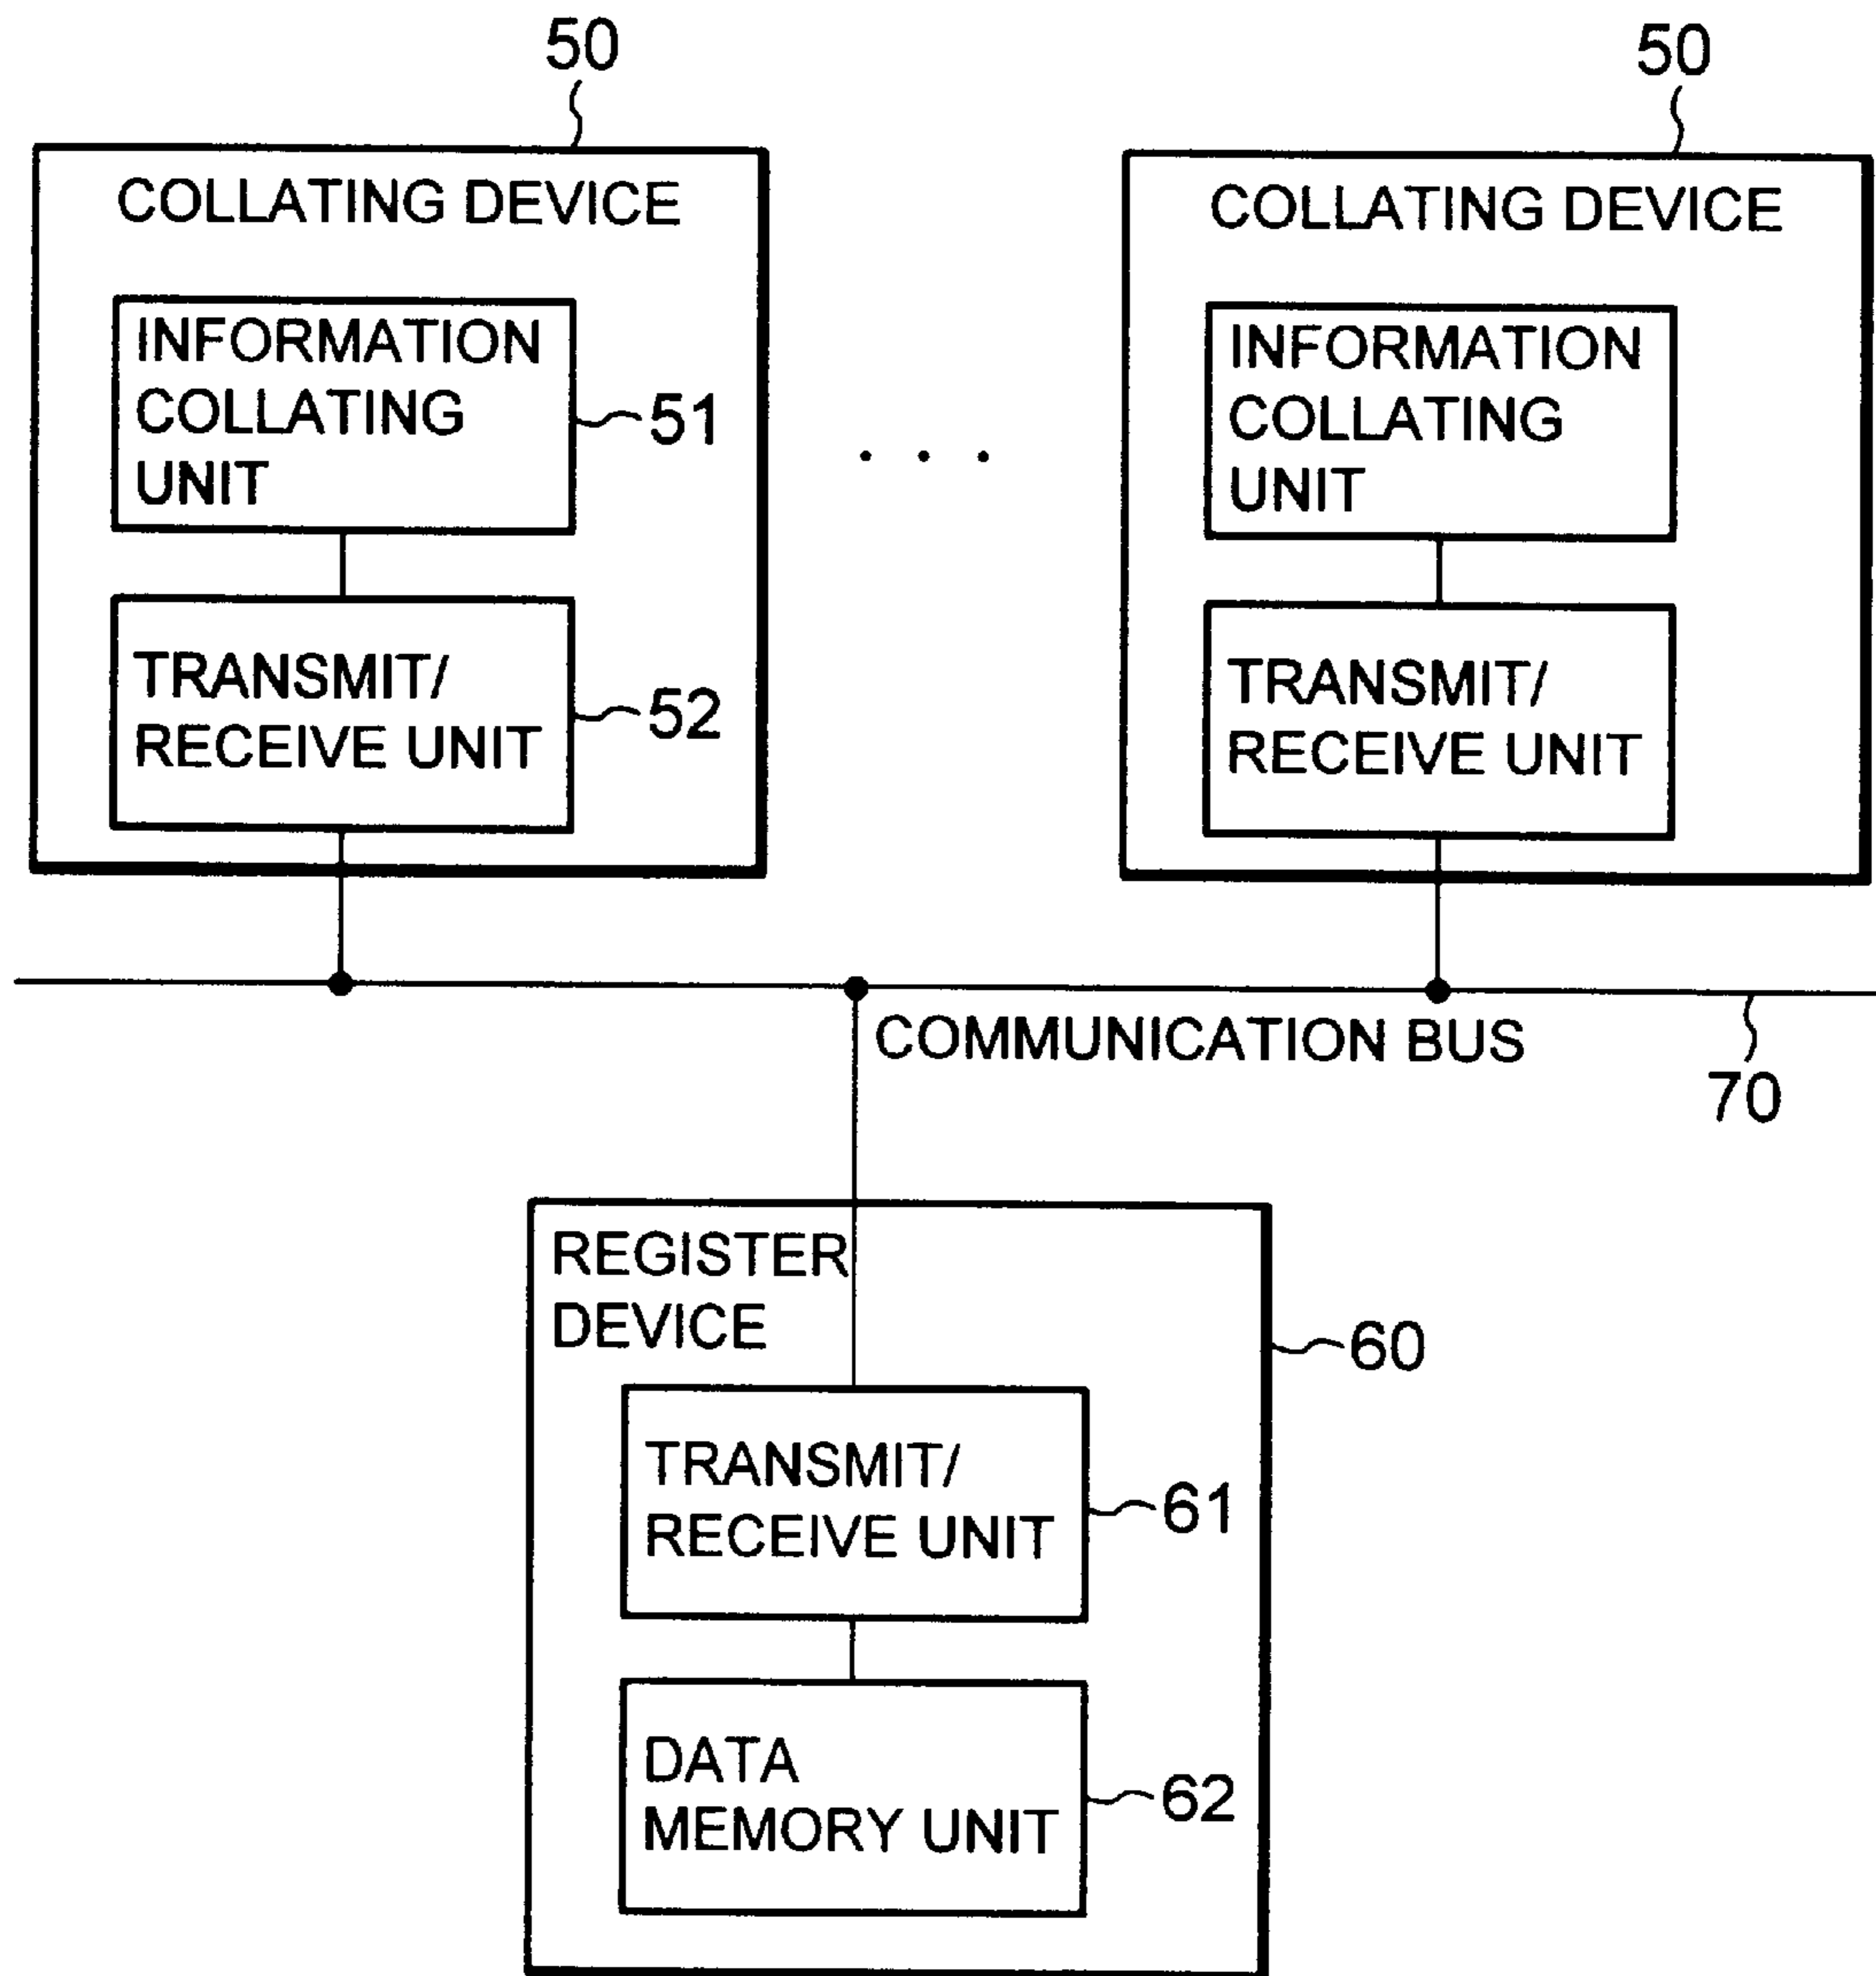 50
50
COLLATING DEVICE
COLLATING DEVICE
INFORMATION
COLLATING
UNIT
51
. . .
INFORMATION
COLLATING
UNIT
TRANSMIT/
RECEIVE UNIT
52
TRANSMIT/
RECEIVE UNIT
COMMUNICATION BUS
70
REGISTER
DEVICE
60
TRANSMIT/
RECEIVE UNIT
61
DATA
MEMORY UNIT
62